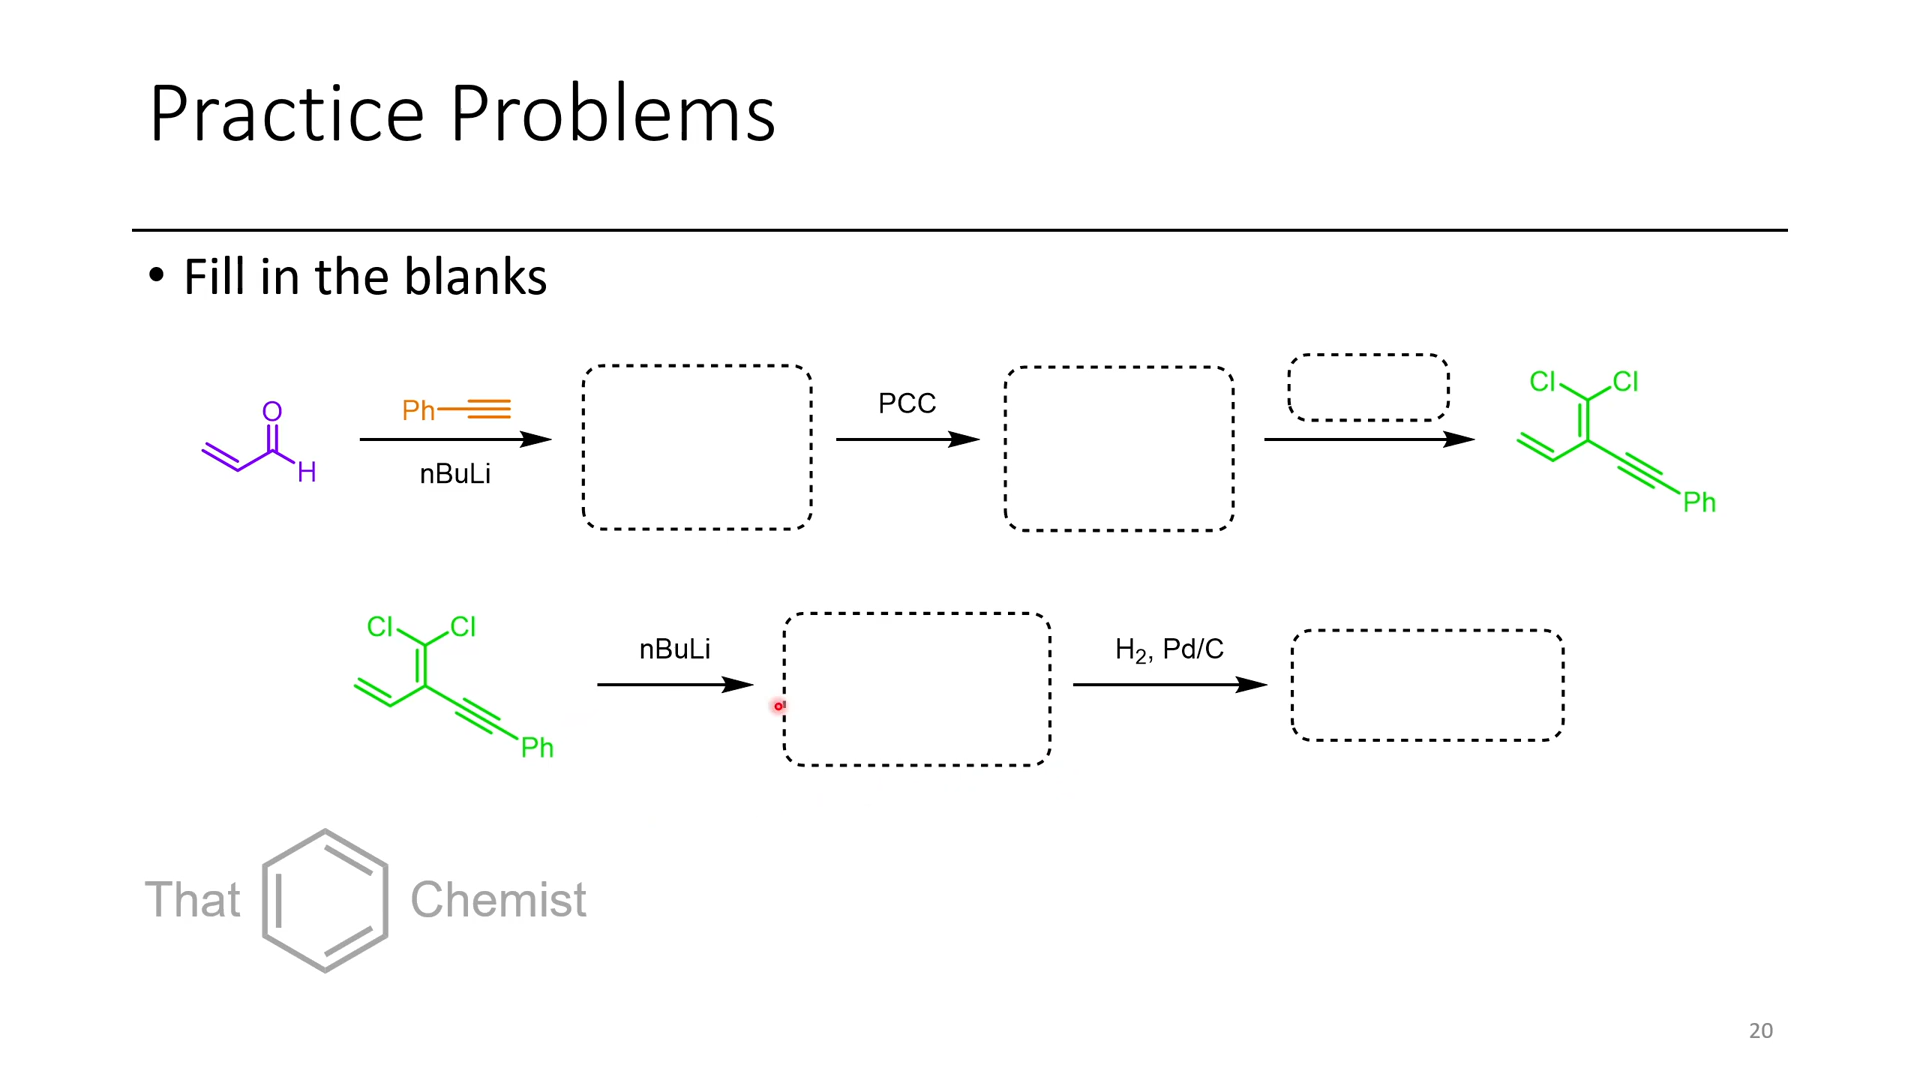 Practice Problems
• Fill in the blanks
O
H
Ph
nBuLi
PCC
Cl Cl
Ph
Cl Cl
Ph
nBuLi
H₂, Pd/C
That Chemist
20